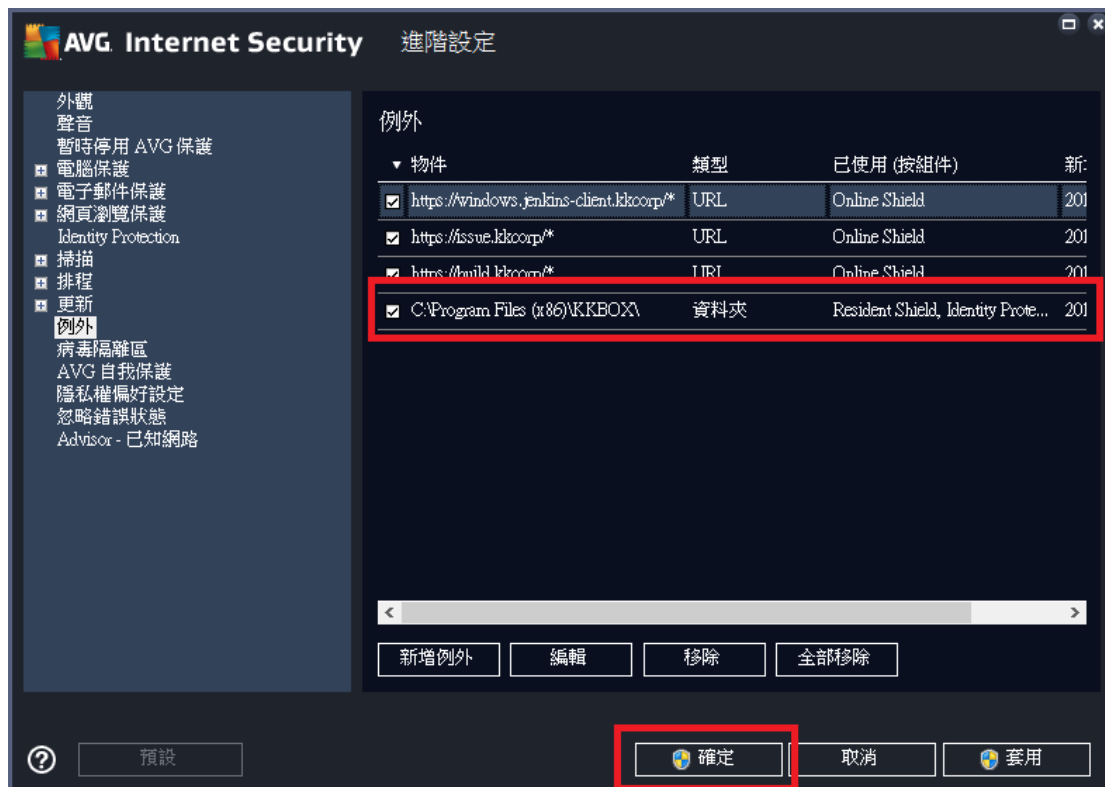 AVG Internet Security 進階設定
外觀
聲音
暫時停用 AVG 保護
電腦保護
電子郵件保護
網頁瀏覽保護
Identity Protection
掃描
排程
更新
例外
病毒隔離區
AVG 自我保護
隱私權偏好設定
忽略錯誤狀態
Advisor - 已知網路
例外
物件 類型 已使用 (按組件) 新
https://windows.jenkins-client.kkcorp/* URL Online Shield 201
https://issue.kkcorp/* URL Online Shield 201
https://build.kkcorp/* URL Online Shield 201
C:\Program Files (x86)\KKBOX\ 資料夾 Resident Shield, Identity Prote... 201
新增例外 編輯 移除 全部移除
預設 確定 取消 套用